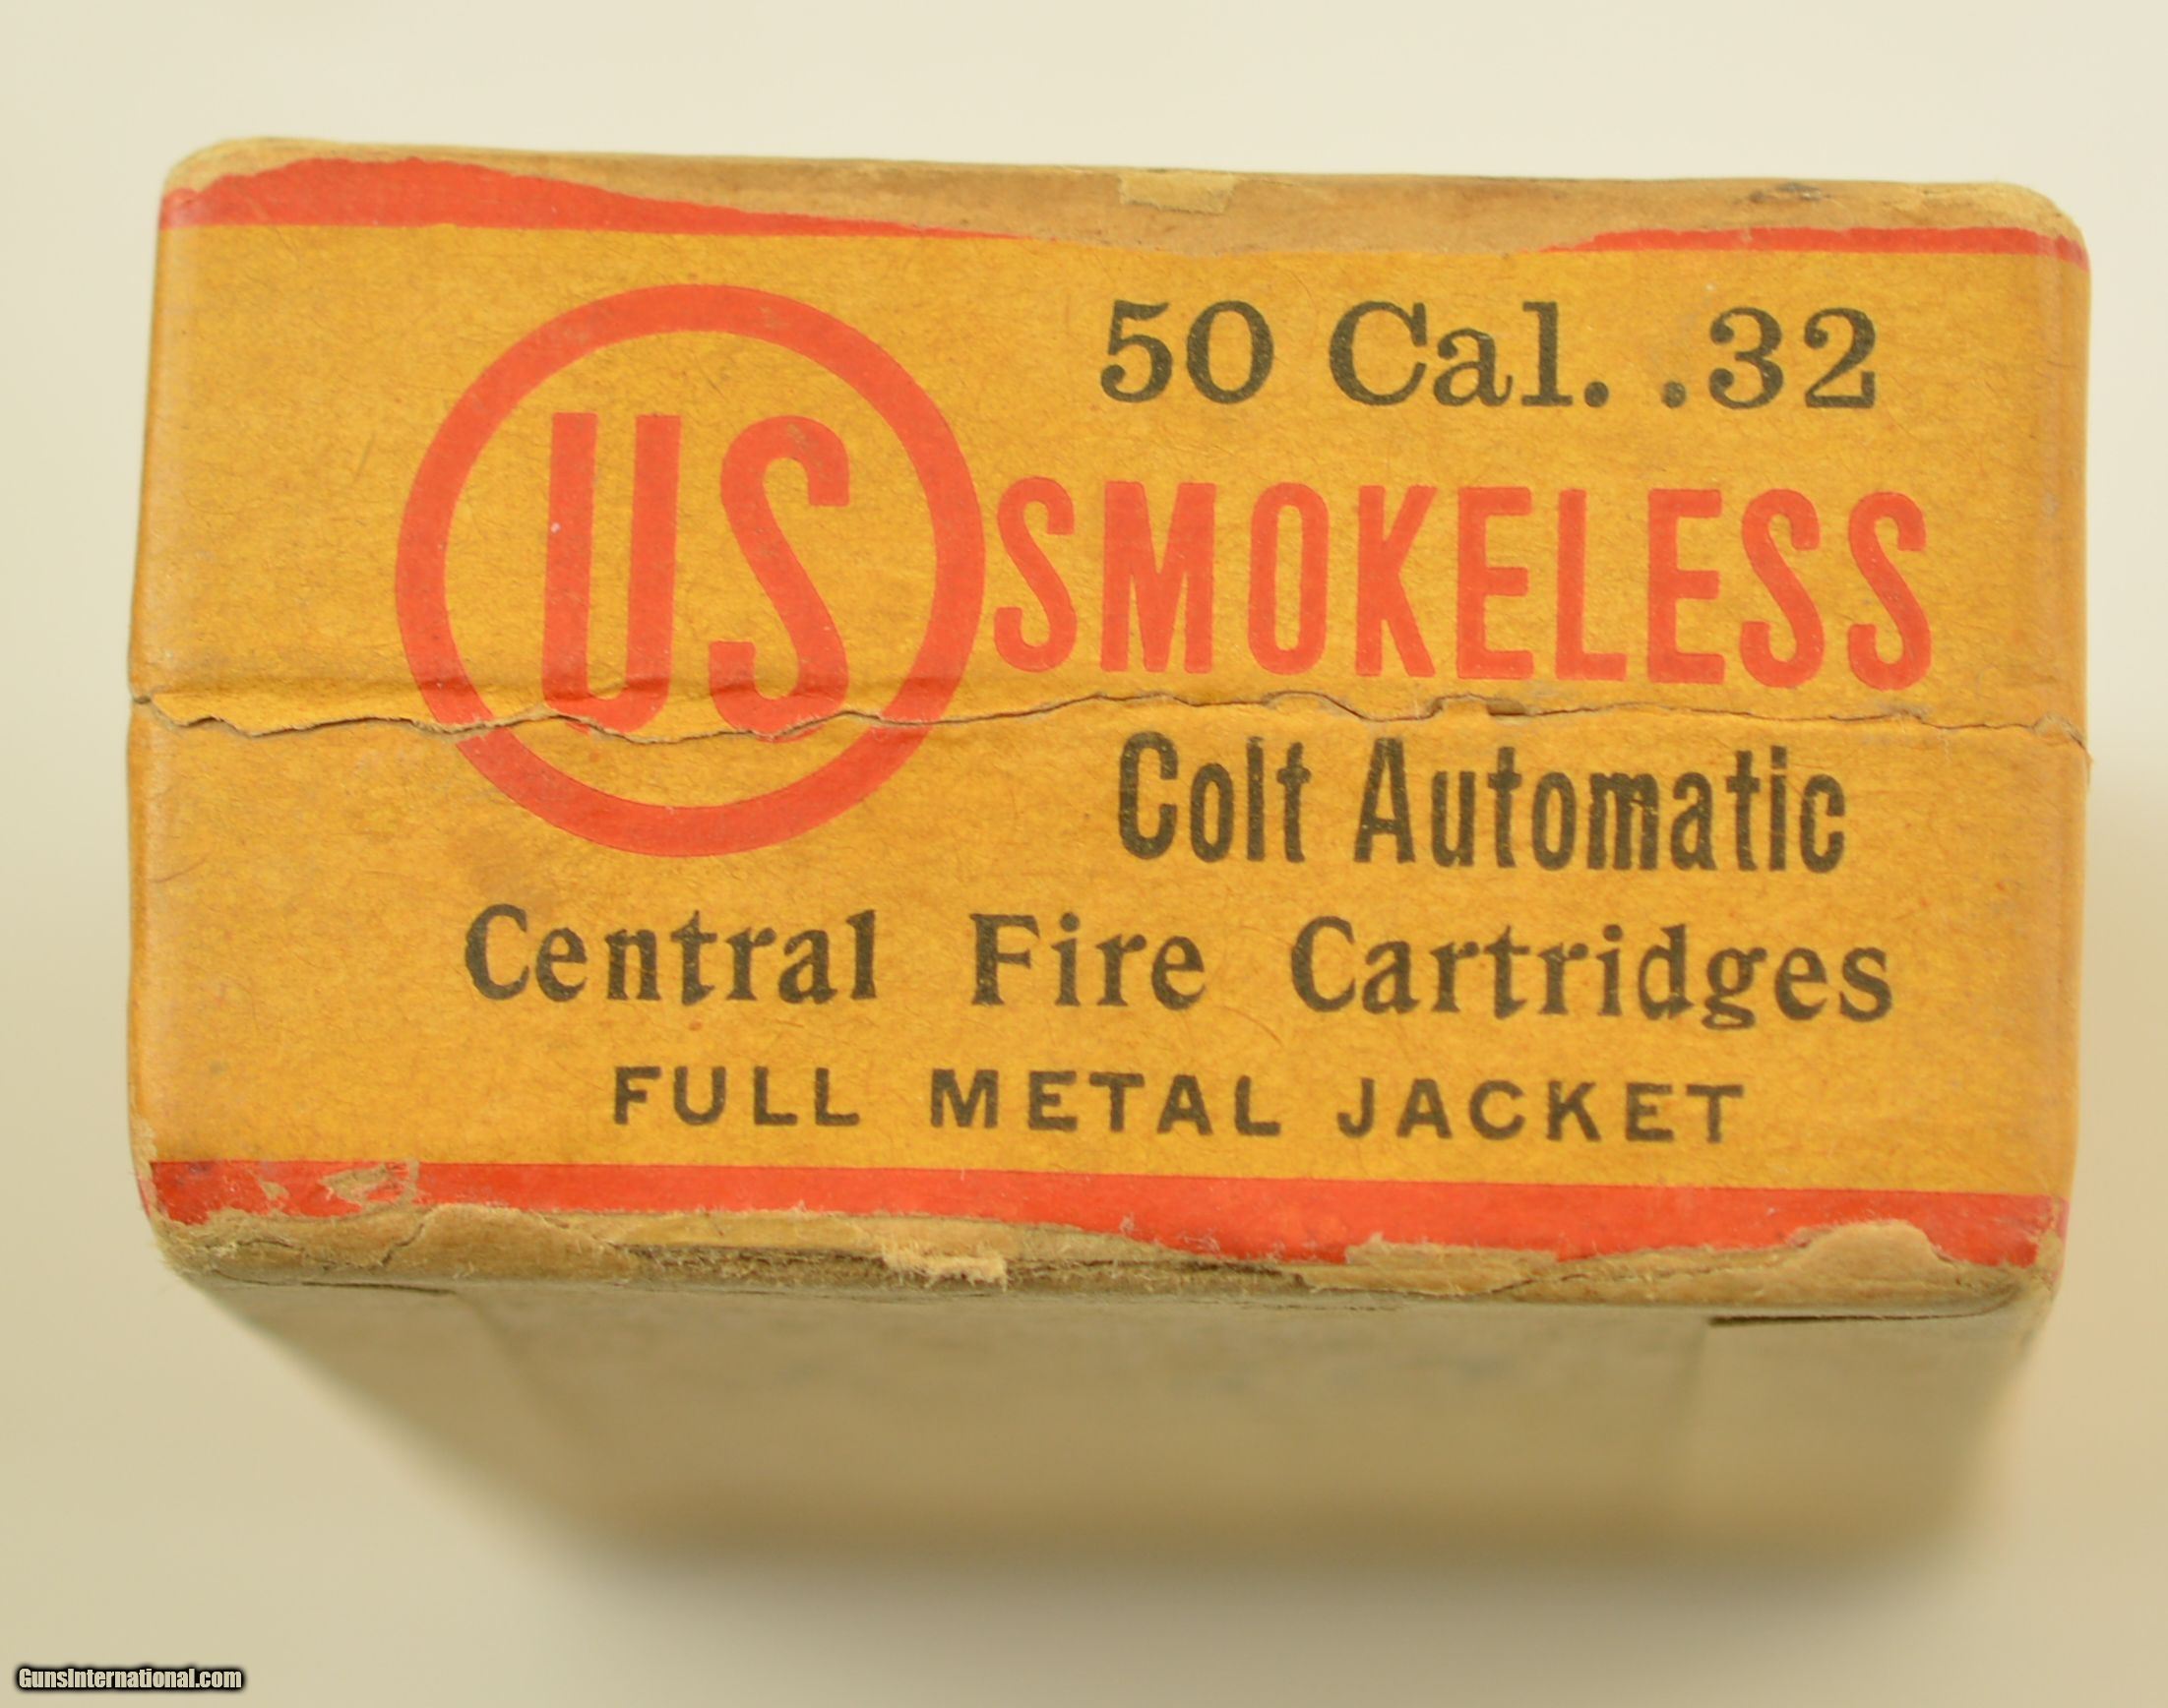 50 Cal. .32
US SMOKELESS
Colt Automatic
Central Fire Cartridges
FULL METAL JACKET
GunsInternational.com